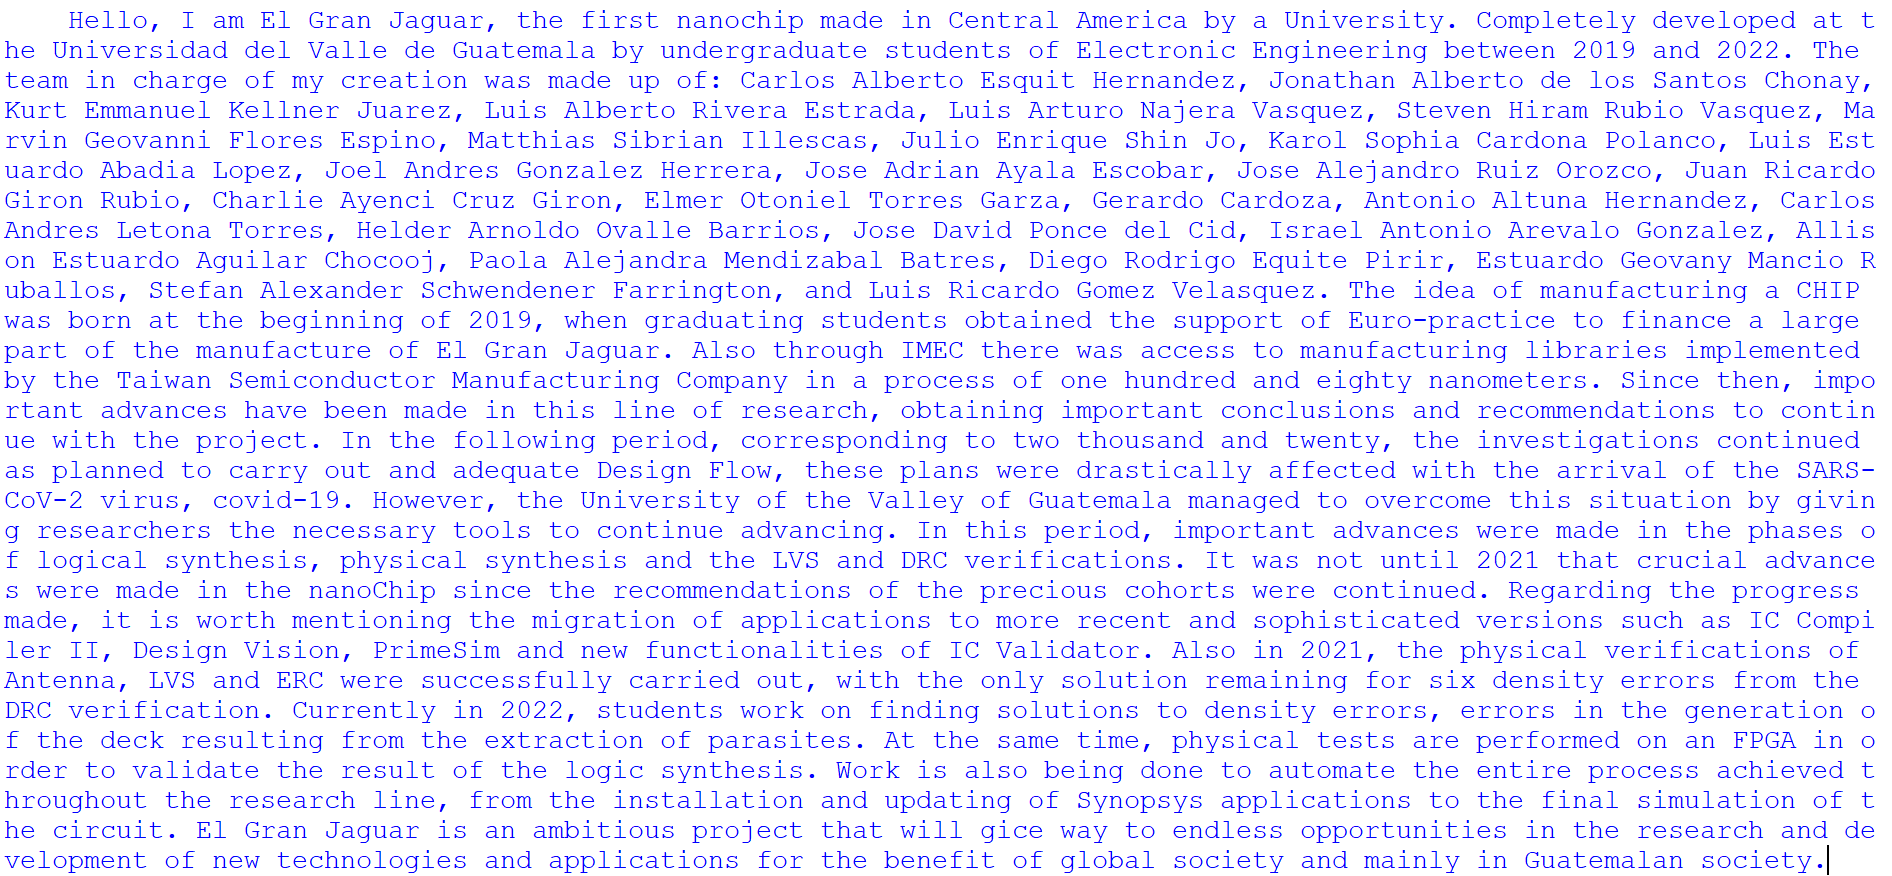 Hello, I am El Gran Jaguar, the first nanochip made in Central America by a University. Completely developed at t
he Universidad del Valle de Guatemala by undergraduate students of Electronic Engineering between 2019 and 2022. The
team in charge of my creation was made up of: Carlos Alberto Esquit Hernandez, Jonathan Alberto de los Santos Chonay,
Kurt Emmanuel Kellner Juarez, Luis Alberto Rivera Estrada, Luis Arturo Najera Vasquez, Steven Hiram Rubio Vasquez, Ma
rvin Geovanni Flores Espino, Matthias Sibrian Illescas, Julio Enrique Shin Jo, Karol Sophia Cardona Polanco, Luis Est
uardo Abadia Lopez, Joel Andres Gonzalez Herrera, Jose Adrian Ayala Escobar, Jose Alejandro Ruiz Orozco, Juan Ricardo
Giron Rubio, Charlie Ayenci Cruz Giron, Elmer Otoniel Torres Garza, Gerardo Cardoza, Antonio Altuna Hernandez, Carlos
Andres Letona Torres, Helder Arnoldo Ovalle Barrios, Jose David Ponce del Cid, Israel Antonio Arevalo Gonzalez, Allis
on Estuardo Aguilar Chocooj, Paola Alejandra Mendizabal Batres, Diego Rodrigo Equite Pirir, Estuardo Geovany Mancio R
uballos, Stefan Alexander Schwendener Farrington, and Luis Ricardo Gomez Velasquez. The idea of manufacturing a CHIP
was born at the beginning of 2019, when graduating students obtained the support of Euro-practice to finance a large
part of the manufacture of El Gran Jaguar. Also through IMEC there was access to manufacturing libraries implemented
by the Taiwan Semiconductor Manufacturing Company in a process of one hundred and eighty nanometers. Since then, impo
rtant advances have been made in this line of research, obtaining important conclusions and recommendations to contin
ue with the project. In the following period, corresponding to two thousand and twenty, the investigations continued
as planned to carry out and adequate Design Flow, these plans were drastically affected with the arrival of the SARS-
CoV-2 virus, covid-19. However, the University of the Valley of Guatemala managed to overcome this situation by givin
g researchers the necessary tools to continue advancing. In this period, important advances were made in the phases o
f logical synthesis, physical synthesis and the LVS and DRC verifications. It was not until 2021 that crucial advance
s were made in the nanoChip since the recommendations of the precious cohorts were continued. Regarding the progress
made, it is worth mentioning the migration of applications to more recent and sophisticated versions such as IC Compi
ler II, Design Vision, PrimeSim and new functionalities of IC Validator. Also in 2021, the physical verifications of
Antenna, LVS and ERC were successfully carried out, with the only solution remaining for six density errors from the
DRC verification. Currently in 2022, students work on finding solutions to density errors, errors in the generation o
f the deck resulting from the extraction of parasites. At the same time, physical tests are performed on an FPGA in o
rder to validate the result of the logic synthesis. Work is also being done to automate the entire process achieved t
hroughout the research line, from the installation and updating of Synopsys applications to the final simulation of t
he circuit. El Gran Jaguar is an ambitious project that will gice way to endless opportunities in the research and de
velopment of new technologies and applications for the benefit of global society and mainly in Guatemalan society.